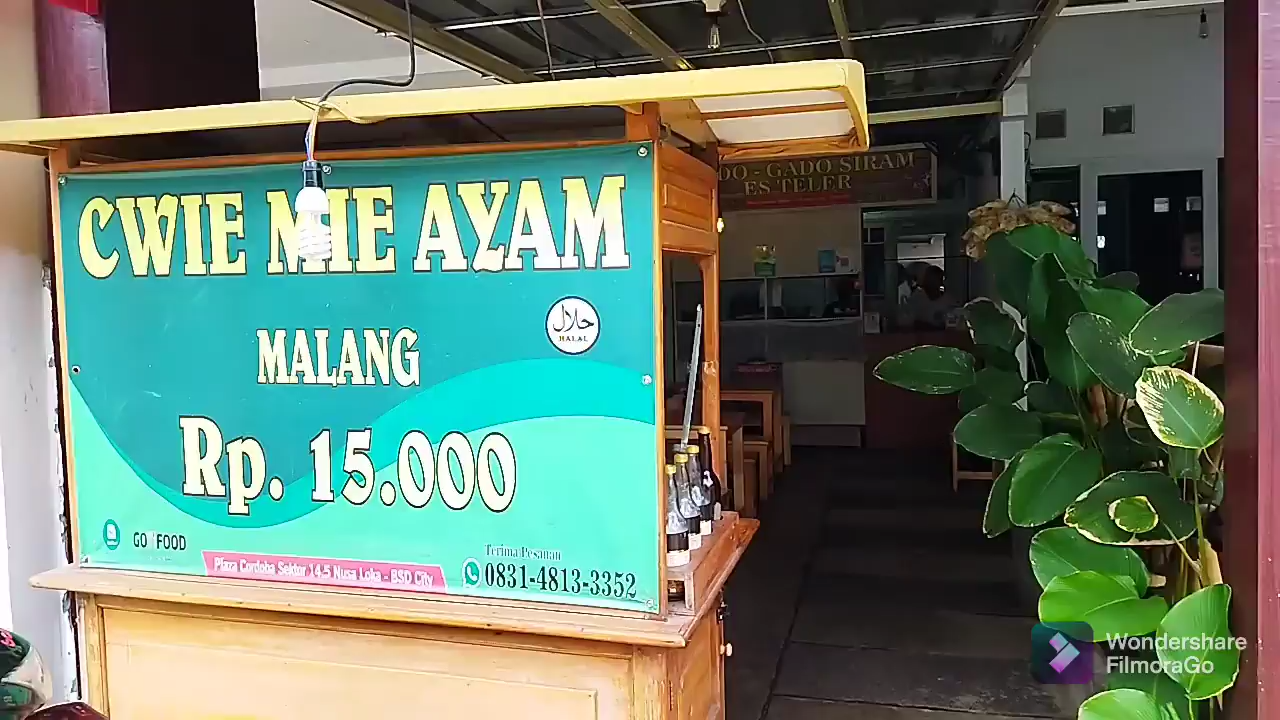 CWIE MIE AYAM
MALANG
حلال
HALAL
Rp. 15.000
GO FOOD
Plaza Cordoba Sektor 14.5 Nusa Loka - BSD City
Terima Pesanan
0831-4813-3352
DO - GADO SIRAM
ES TELER
Wondershare
FilmoraGo